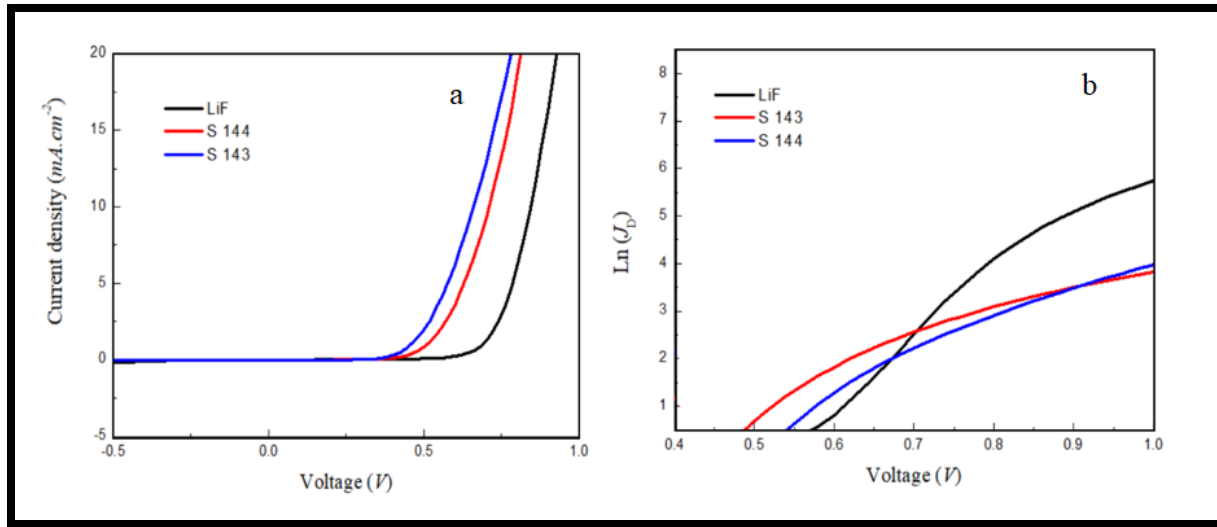 a
LiF
S 144
S 143
Current density (mA.cm⁻²)
20
15
10
5
0
-5
-0.5
0.0
0.5
1.0
Voltage (V)
b
LiF
S 143
S 144
Ln (J_D)
8
7
6
5
4
3
2
1
0.4
0.5
0.6
0.7
0.8
0.9
1.0
Voltage (V)